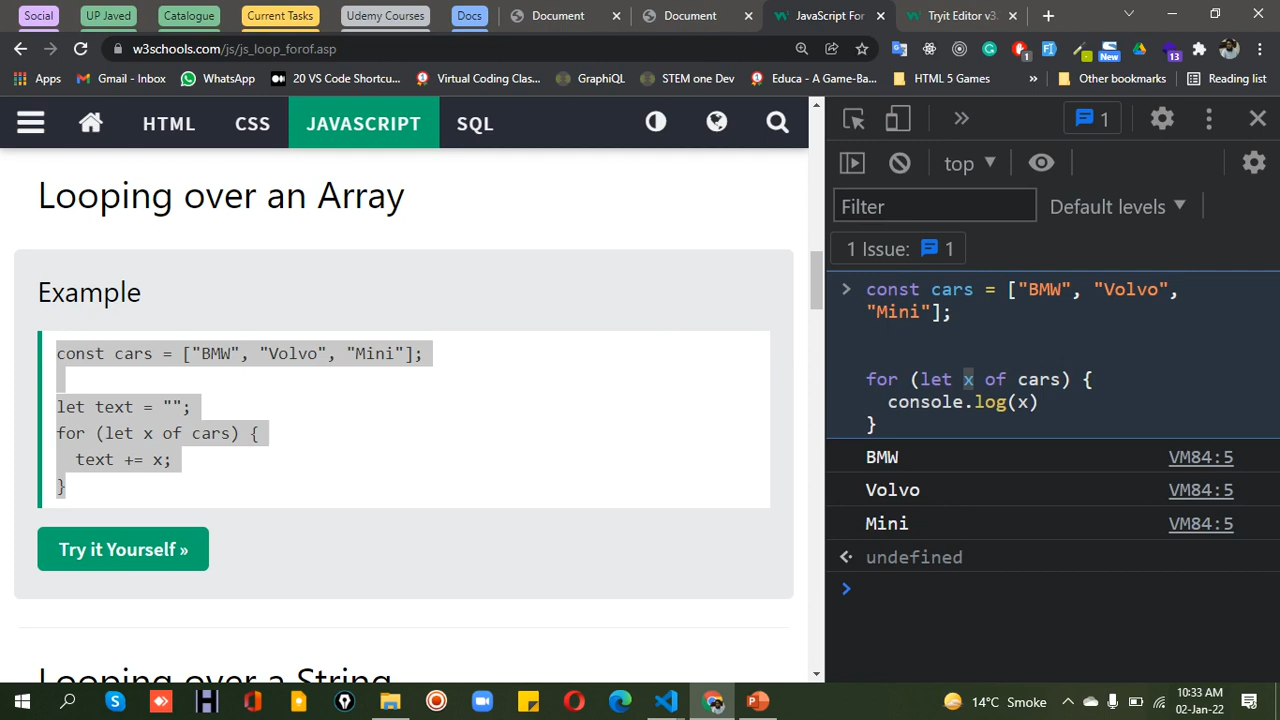 Social
UP Javed
Catalogue
Current Tasks
Udemy Courses
Docs
Document
Document
JavaScript For
Tryit Editor v3.
w3schools.com/js/js_loop_forof.asp
1
New
13
Apps
Gmail - Inbox
WhatsApp
20 VS Code Shortcu...
Virtual Coding Clas...
GraphiQL
STEM one Dev
Educa - A Game-Ba...
HTML 5 Games
»
Other bookmarks
Reading list
HTML
CSS
JAVASCRIPT
SQL
Looping over an Array
Example
const cars = ["BMW", "Volvo", "Mini"];
let text = "";
for (let x of cars) {
text += x;
}
Try it Yourself »
Looping over a String
» 1
top
Filter
Default levels
1 Issue: 1
const cars = ["BMW", "Volvo",
"Mini"];
for (let x of cars) {
console.log(x)
}
BMW VM84:5
Volvo VM84:5
Mini VM84:5
undefined
14°C Smoke
10:33 AM
02-Jan-22